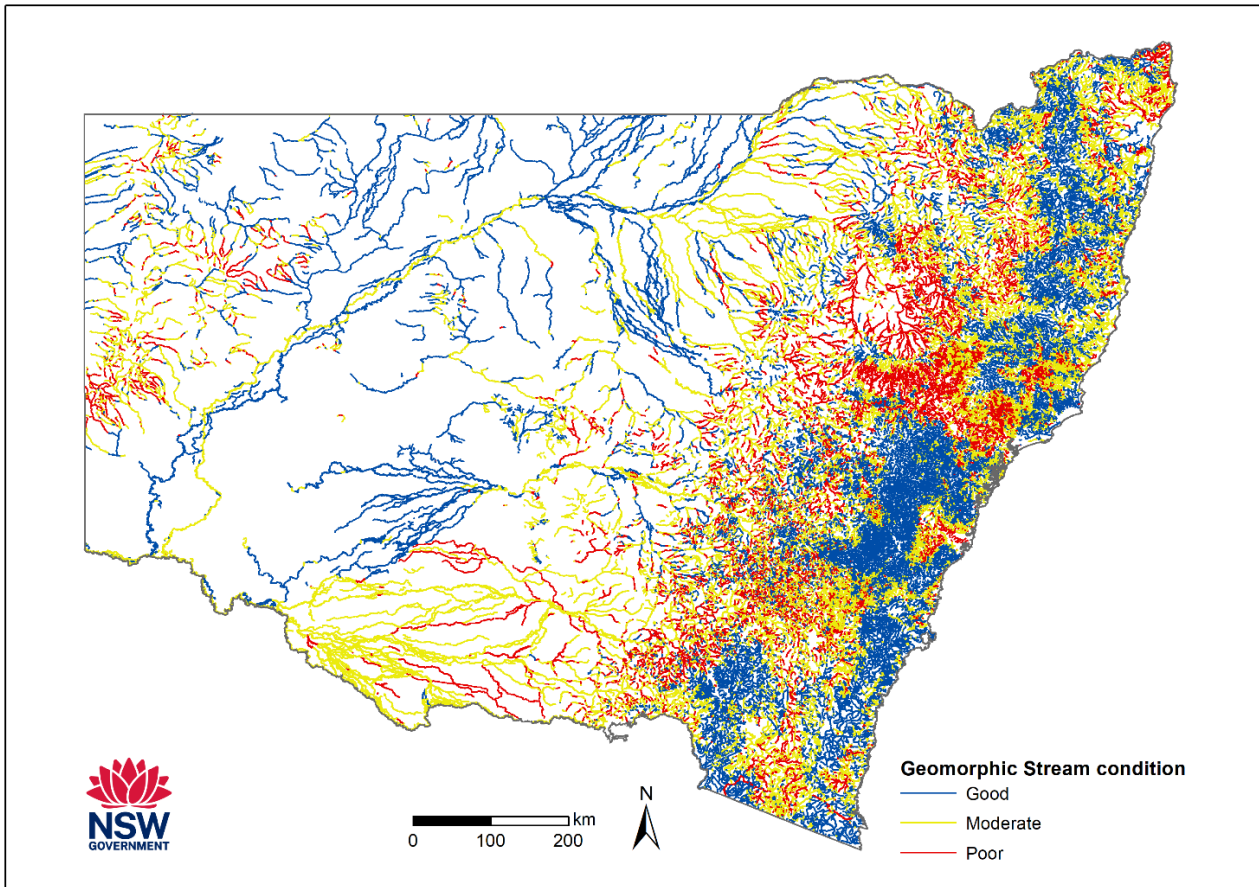 NSW
GOVERNMENT
0 100 200 km
N
Geomorphic Stream condition
Good
Moderate
Poor